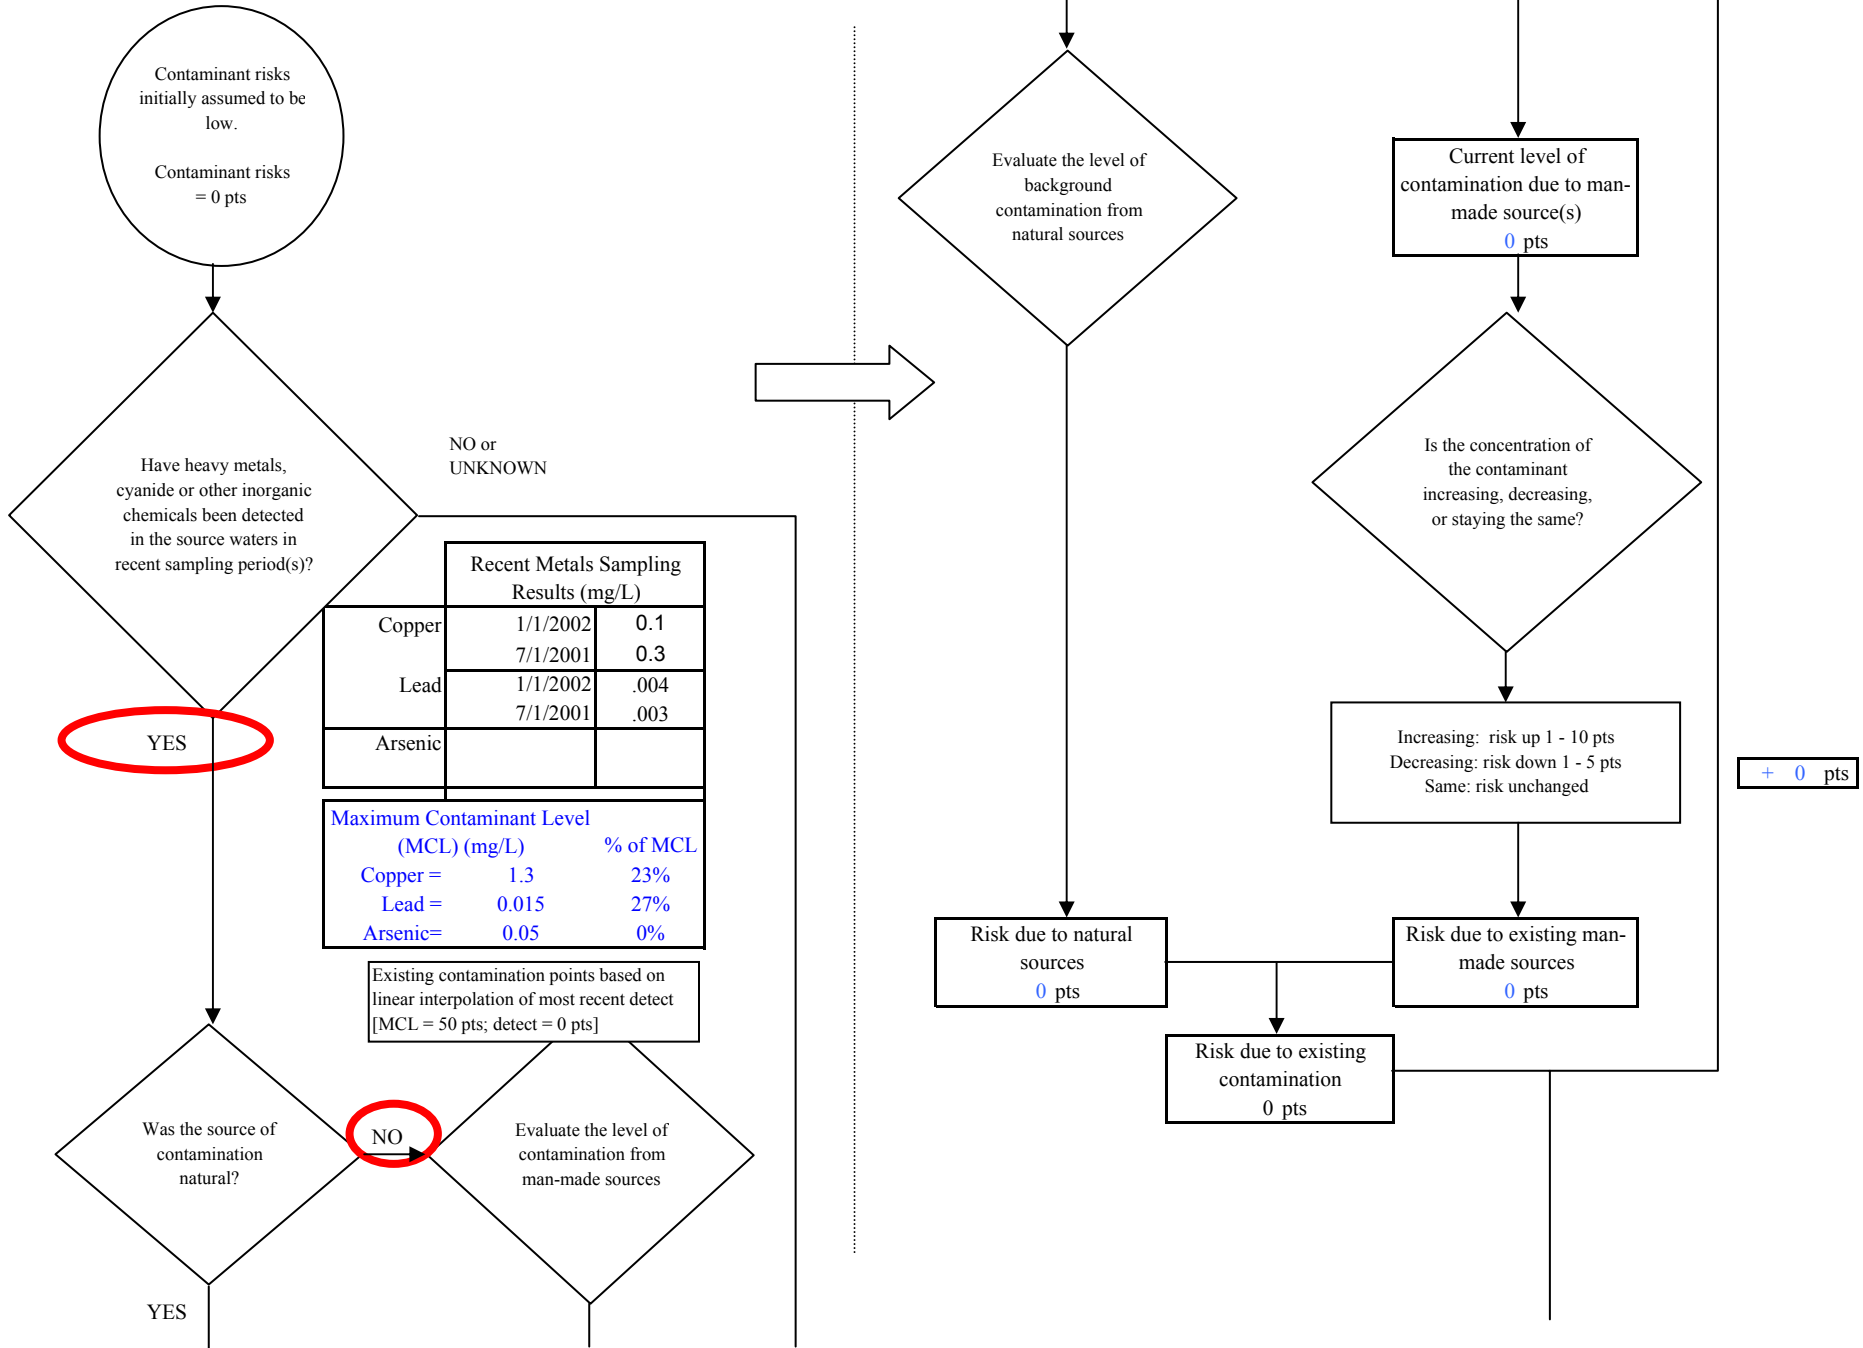 Contaminant risks
initially assumed to be
low.
Contaminant risks
= 0 pts
Have heavy metals,
cyanide or other inorganic
chemicals been detected
in the source waters in
recent sampling period(s)?
NO or
UNKNOWN
YES
Recent Metals Sampling
Results (mg/L)
Copper 1/1/2002 0.1
7/1/2001 0.3
Lead 1/1/2002 .004
7/1/2001 .003
Arsenic
Maximum Contaminant Level
(MCL) (mg/L) % of MCL
Copper = 1.3 23%
Lead = 0.015 27%
Arsenic= 0.05 0%
Existing contamination points based on
linear interpolation of most recent detect
[MCL = 50 pts; detect = 0 pts]
Was the source of
contamination
natural?
NO
Evaluate the level of
contamination from
man-made sources
YES
Evaluate the level of
background
contamination from
natural sources
Current level of
contamination due to man-
made source(s)
0 pts
Is the concentration of
the contaminant
increasing, decreasing,
or staying the same?
Increasing: risk up 1 - 10 pts
Decreasing: risk down 1 - 5 pts
Same: risk unchanged
+ 0 pts
Risk due to natural
sources
0 pts
Risk due to existing man-
made sources
0 pts
Risk due to existing
contamination
0 pts